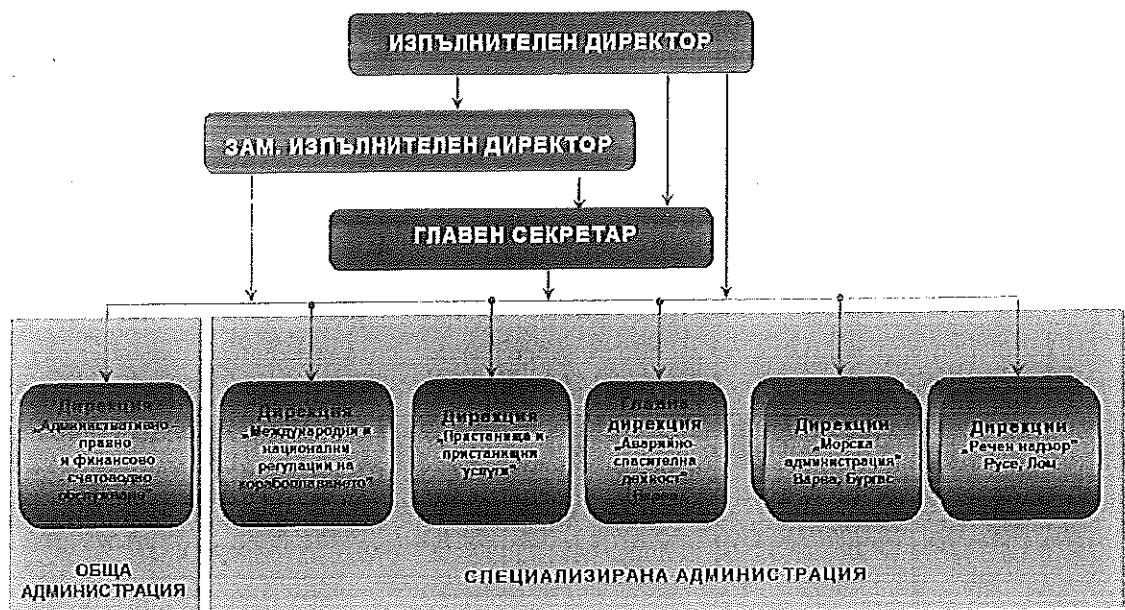 ИЗПЪЛНИТЕЛЕН ДИРЕКТОР
ЗАМ. ИЗПЪЛНИТЕЛЕН ДИРЕКТОР
ГЛАВЕН СЕКРЕТАР
Дирекция
„Административно-
правно
и финансово
счетоводно
обслужване"
Дирекция
„Международни и
национални
регулации на
корабоплаването"
Дирекция
„Пристанища и
пристанищни
услуги"
Главна
дирекция
„Аварийно-
спасителна
дейност"
Варна
Дирекции
„Морска
администрация"
Варна, Бургас
Дирекции
„Речен надзор"
Русе, Лом
ОБЩА
АДМИНИСТРАЦИЯ
СПЕЦИАЛИЗИРАНА АДМИНИСТРАЦИЯ